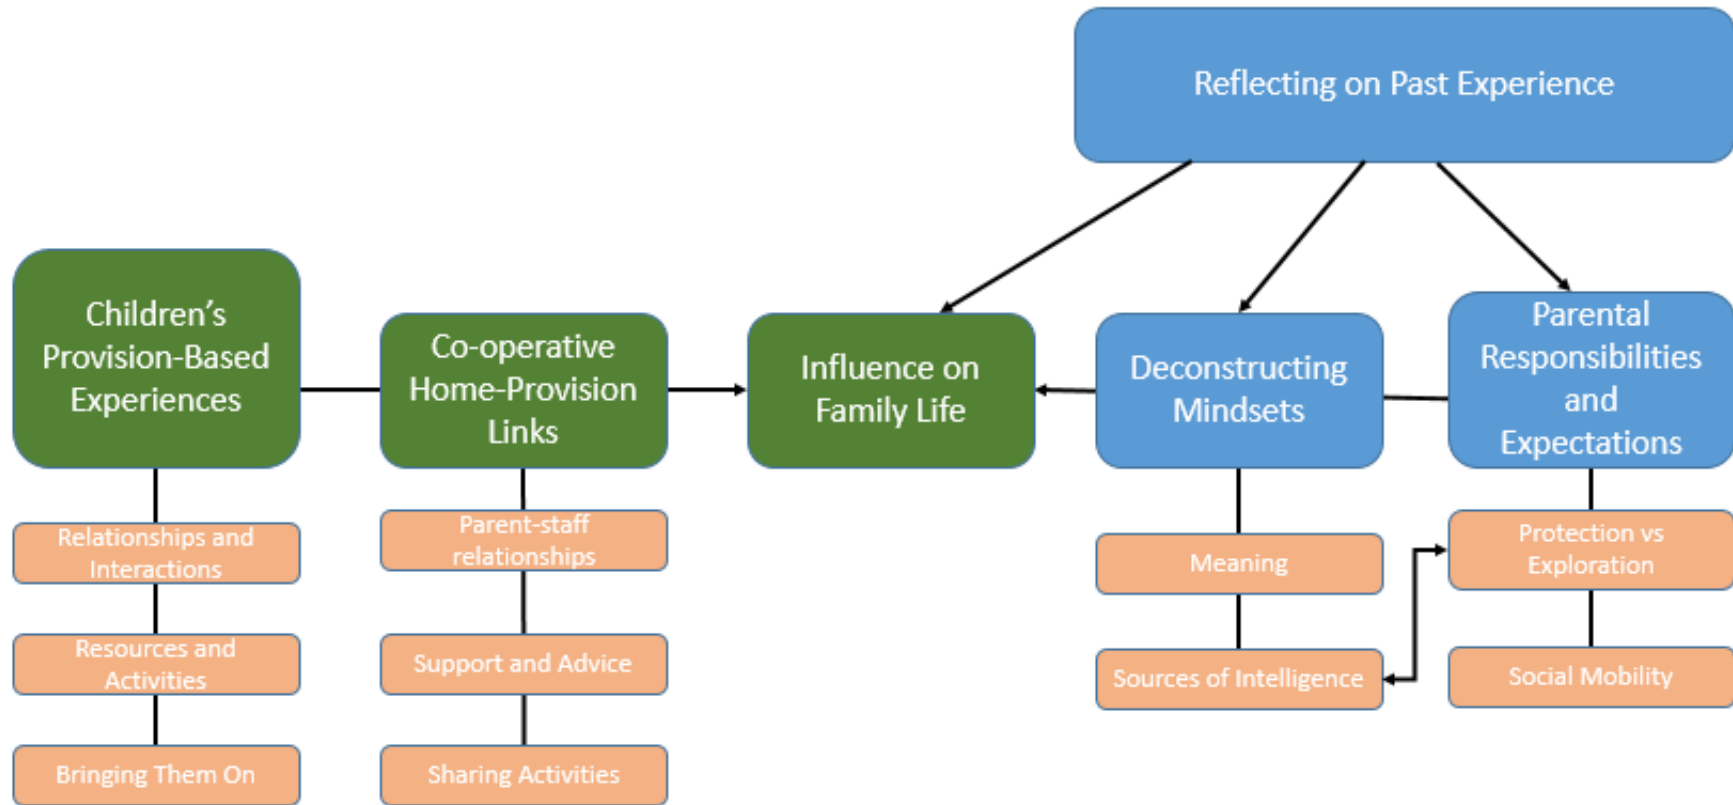 Reflecting on Past Experience
Children’s
Provision-Based
Experiences
Co-operative
Home-Provision
Links
Influence on
Family Life
Deconstructing
Mindsets
Parental
Responsibilities
and
Expectations
Relationships and
Interactions
Resources and
Activities
Bringing Them On
Parent-staff
relationships
Support and Advice
Sharing Activities
Meaning
Sources of Intelligence
Protection vs
Exploration
Social Mobility